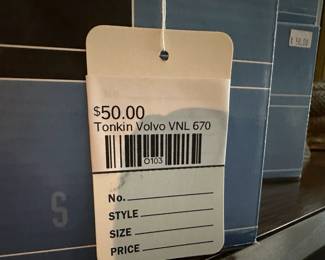 $50.00
Tonkin Volvo VNL 670
0103
No.
STYLE
SIZE
PRICE
S